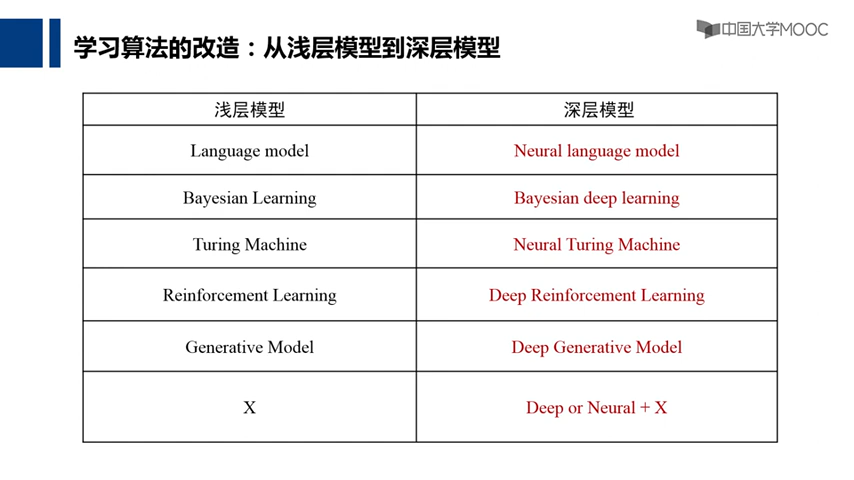 学习算法的改造：从浅层模型到深层模型
中国大学MOOC
浅层模型 深层模型
Language model Neural language model
Bayesian Learning Bayesian deep learning
Turing Machine Neural Turing Machine
Reinforcement Learning Deep Reinforcement Learning
Generative Model Deep Generative Model
X Deep or Neural + X